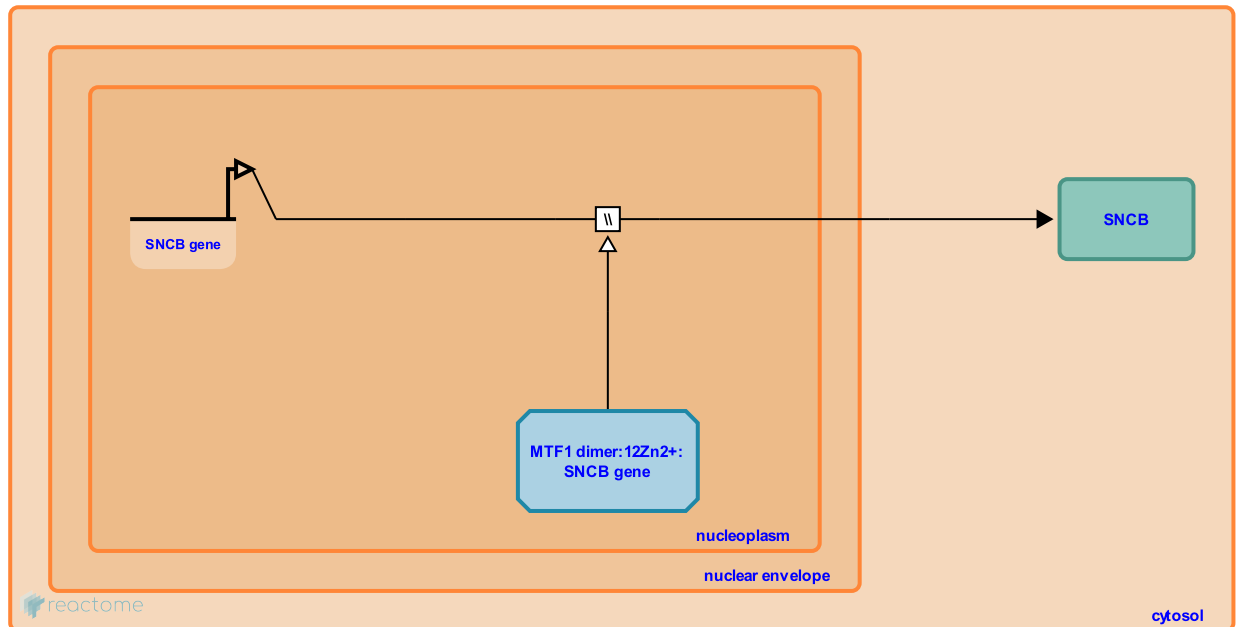 SNCB gene
\\
SNCB
MTF1 dimer:12Zn2+:
SNCB gene
nucleoplasm
nuclear envelope
reactome
cytosol